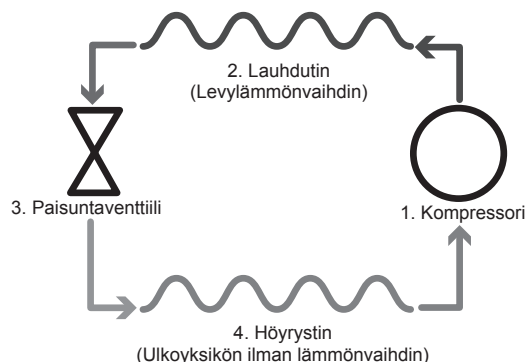 2. Lauhdutin
(Levylämmönvaihdin)
3. Paisuntaventtiili
1. Kompressori
4. Höyrystin
(Ulkoyksikön ilman lämmönvaihdin)